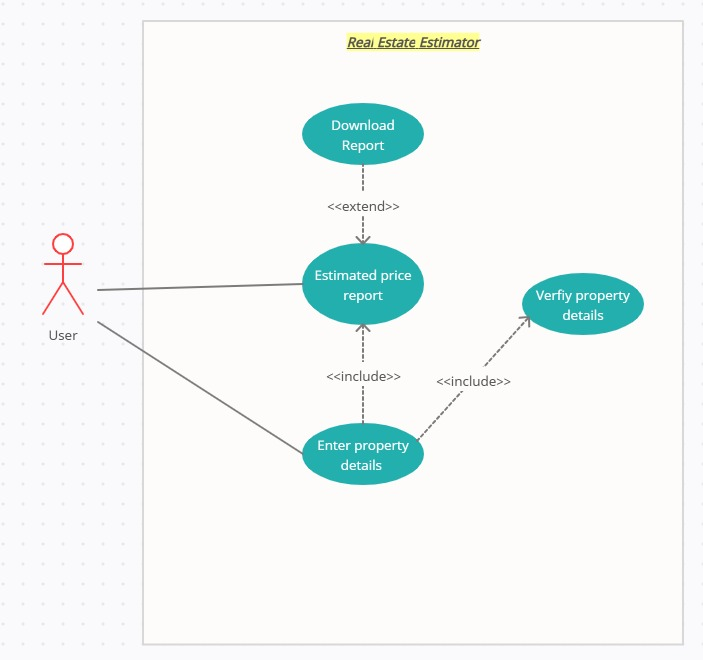 Real Estate Estimator
Download
Report
<<extend>>
Estimated price
report
Verfiy property
details
User
<<include>>
<<include>>
Enter property
details